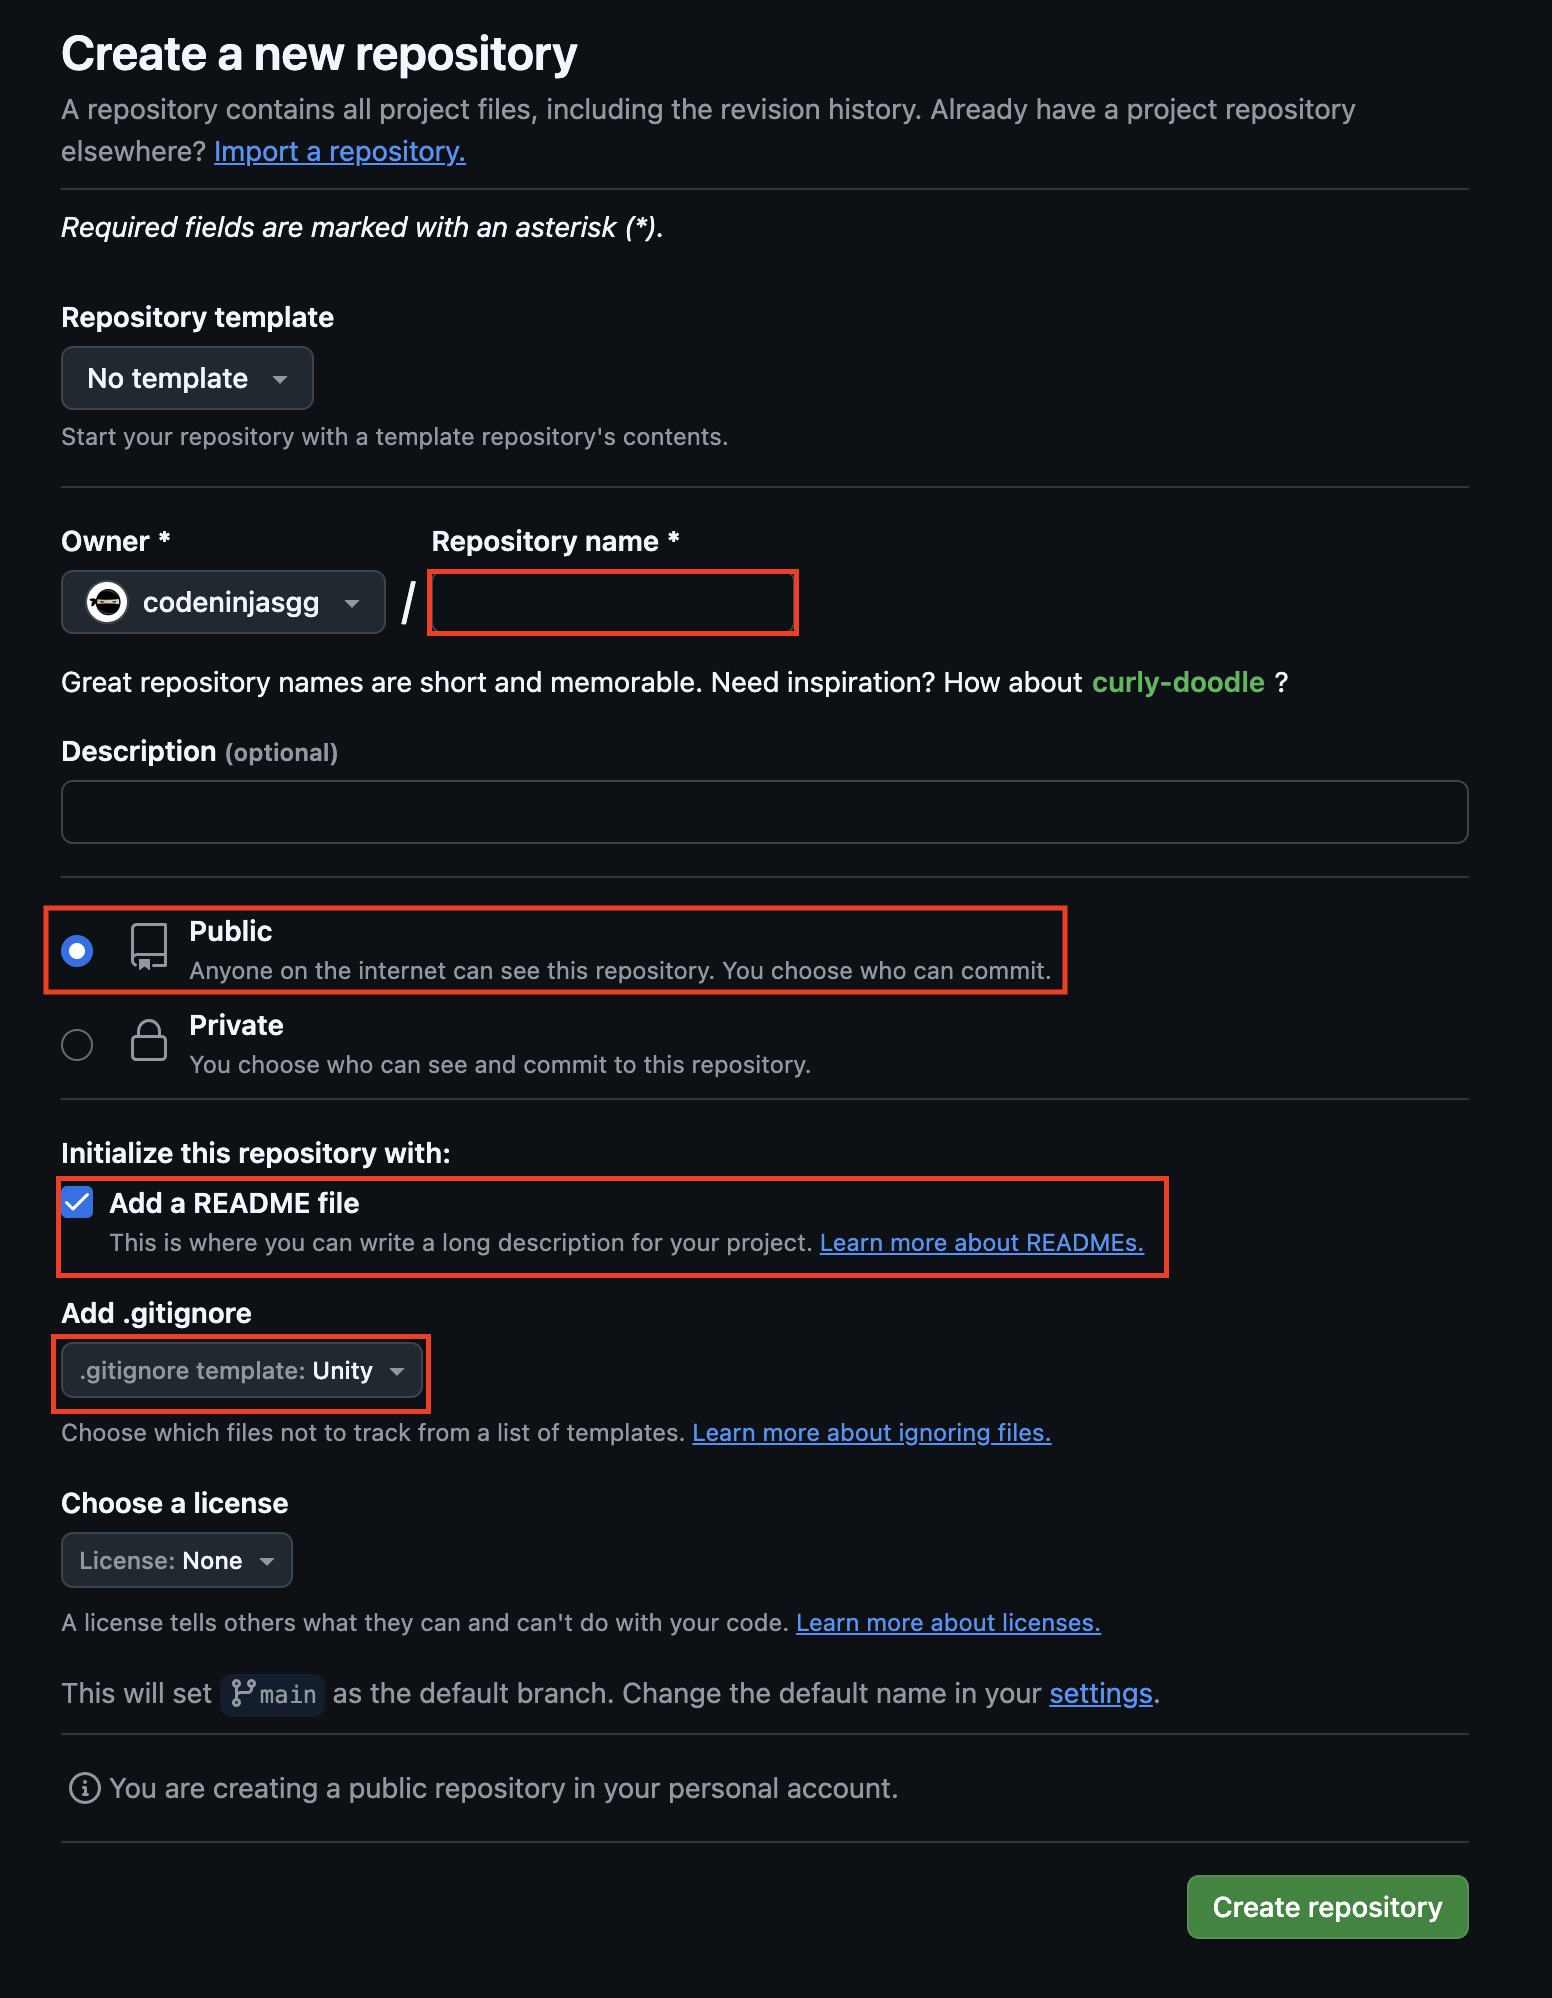 Create a new repository
A repository contains all project files, including the revision history. Already have a project repository
elsewhere? Import a repository.
Required fields are marked with an asterisk (*).
Repository template
No template
Start your repository with a template repository's contents.
Owner * Repository name *
codeninjasgg /
Great repository names are short and memorable. Need inspiration? How about curly-doodle ?
Description (optional)
Public
Anyone on the internet can see this repository. You choose who can commit.
Private
You choose who can see and commit to this repository.
Initialize this repository with:
Add a README file
This is where you can write a long description for your project. Learn more about READMEs.
Add .gitignore
.gitignore template: Unity
Choose which files not to track from a list of templates. Learn more about ignoring files.
Choose a license
License: None
A license tells others what they can and can't do with your code. Learn more about licenses.
This will set main as the default branch. Change the default name in your settings.
You are creating a public repository in your personal account.
Create repository